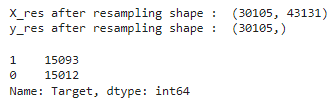 X_res after resampling shape :  (30105, 43131)
y_res after resampling shape :  (30105,)
1    15093
0    15012
Name: Target, dtype: int64